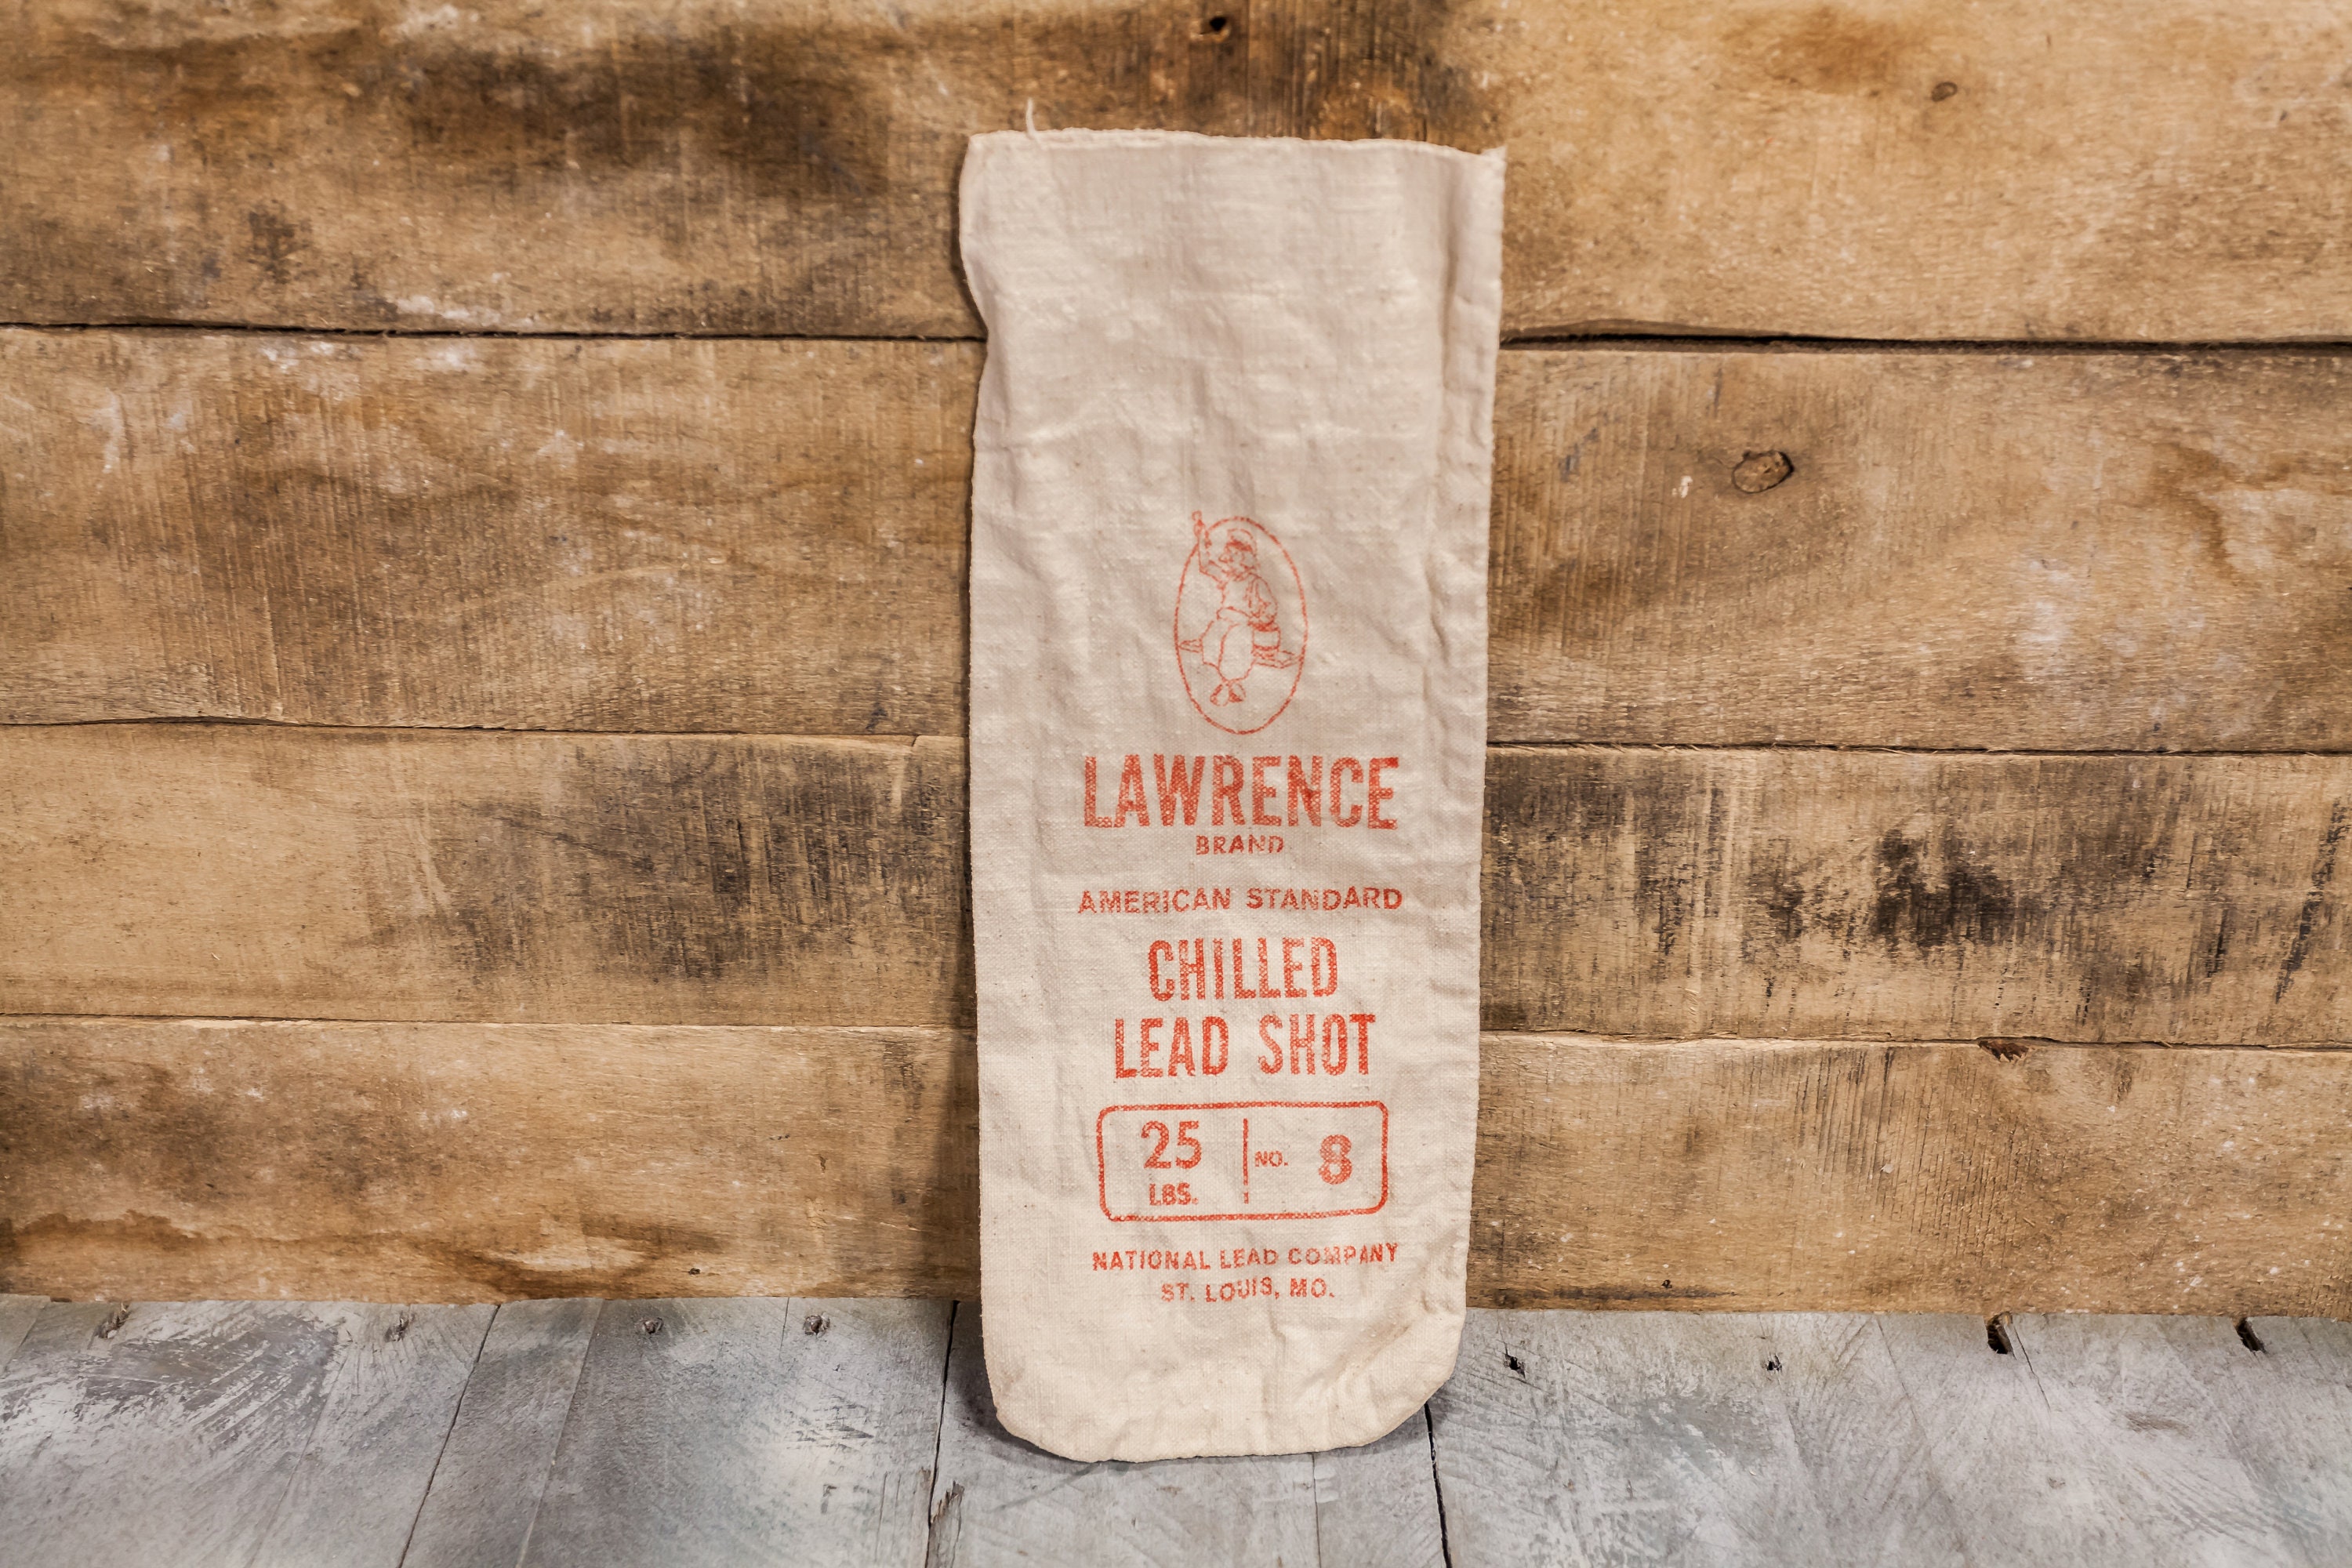 LAWRENCE
BRAND
AMERICAN STANDARD
CHILLED
LEAD SHOT
25 LBS. NO. 8
NATIONAL LEAD COMPANY
ST. LOUIS, MO.